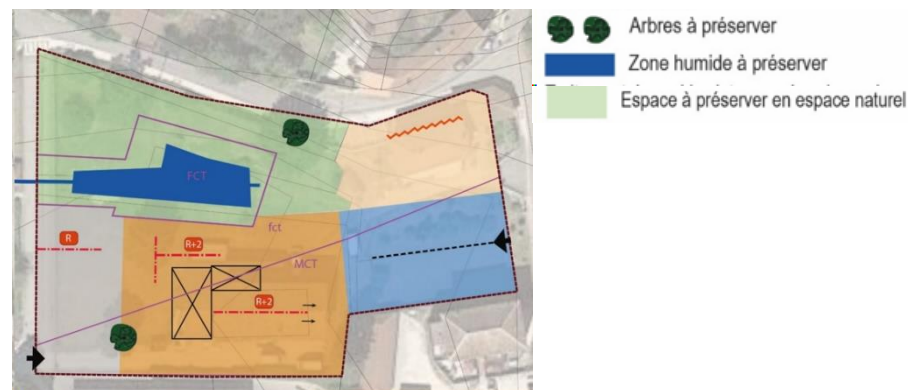 Arbres à préserver
Zone humide à préserver
Espace à préserver en espace naturel
FCT
fct
R
R+2
MCT
R+2